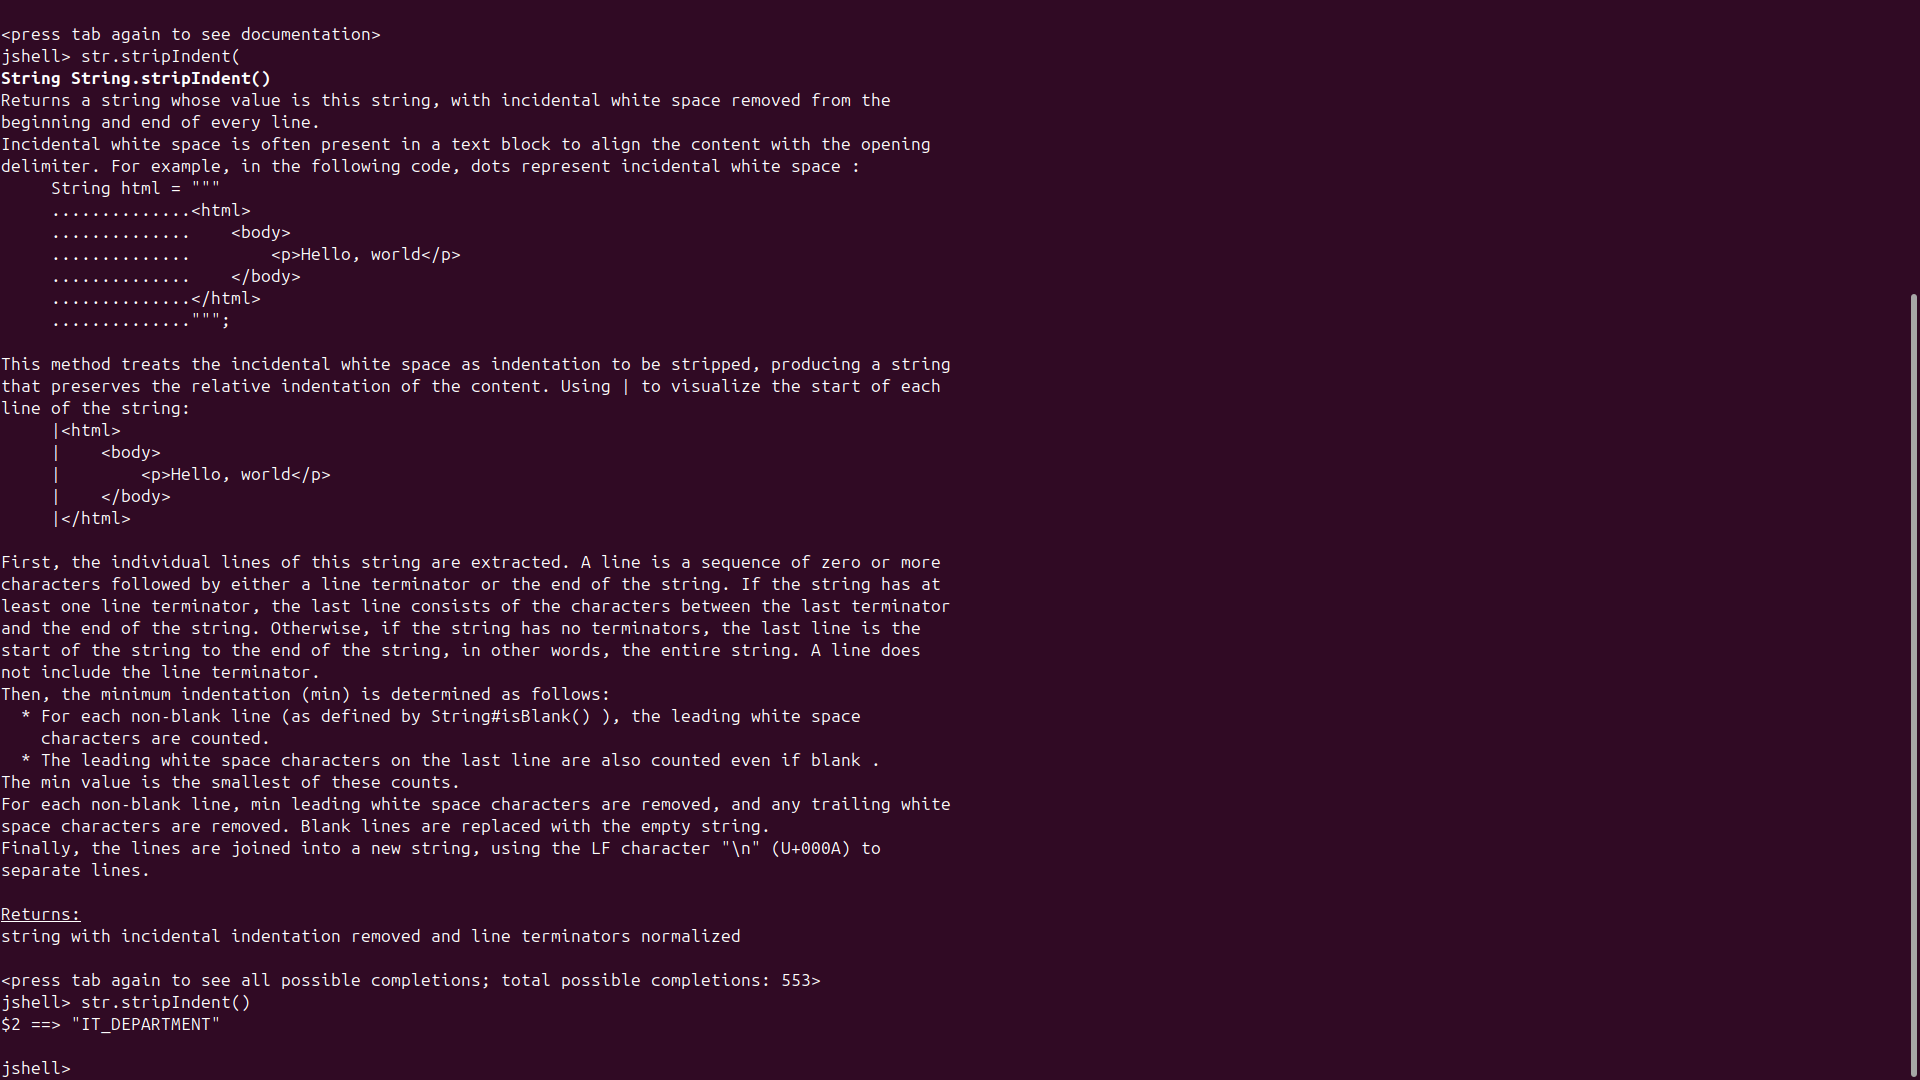 <press tab again to see documentation>
jshell> str.stripIndent(
String String.stripIndent()
Returns a string whose value is this string, with incidental white space removed from the
beginning and end of every line.
Incidental white space is often present in a text block to align the content with the opening
delimiter. For example, in the following code, dots represent incidental white space :
     String html = """
     ..............<html>
     ..............    <body>
     ..............        <p>Hello, world</p>
     ..............    </body>
     ..............</html>
     ..............""";

This method treats the incidental white space as indentation to be stripped, producing a string
that preserves the relative indentation of the content. Using | to visualize the start of each
line of the string:
     |<html>
     |    <body>
     |        <p>Hello, world</p>
     |    </body>
     |</html>

First, the individual lines of this string are extracted. A line is a sequence of zero or more
characters followed by either a line terminator or the end of the string. If the string has at
least one line terminator, the last line consists of the characters between the last terminator
and the end of the string. Otherwise, if the string has no terminators, the last line is the
start of the string to the end of the string, in other words, the entire string. A line does
not include the line terminator.
Then, the minimum indentation (min) is determined as follows:
  * For each non-blank line (as defined by String#isBlank() ), the leading white space
    characters are counted.
  * The leading white space characters on the last line are also counted even if blank .
The min value is the smallest of these counts.
For each non-blank line, min leading white space characters are removed, and any trailing white
space characters are removed. Blank lines are replaced with the empty string.
Finally, the lines are joined into a new string, using the LF character "\n" (U+000A) to
separate lines.

Returns:
string with incidental indentation removed and line terminators normalized

<press tab again to see all possible completions; total possible completions: 553>
jshell> str.stripIndent()
$2 ==> "IT_DEPARTMENT"

jshell>